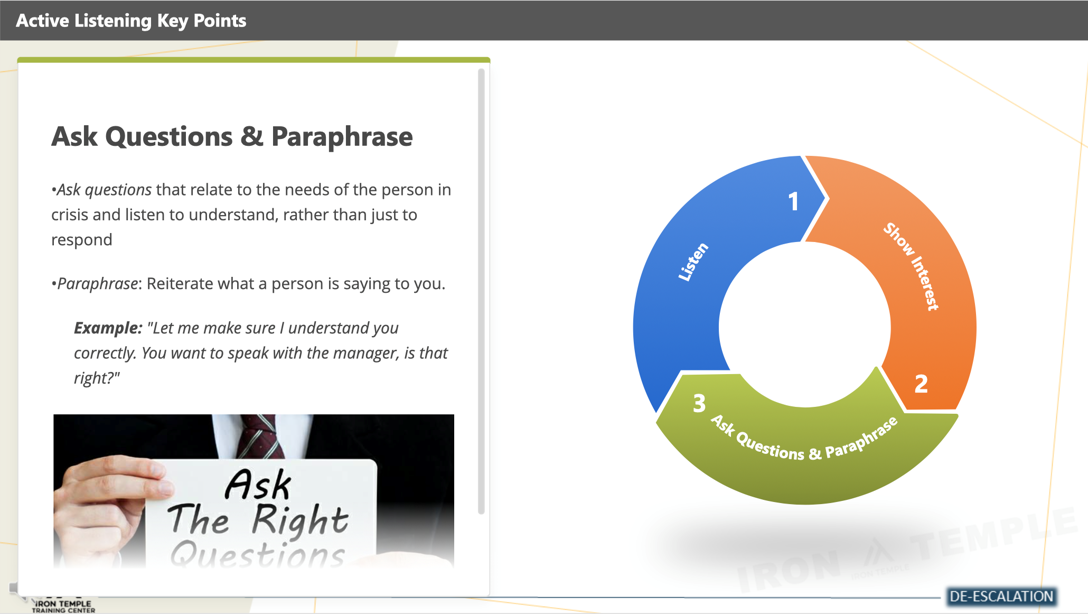 Active Listening Key Points
Ask Questions & Paraphrase
•Ask questions that relate to the needs of the person in
crisis and listen to understand, rather than just to
respond
•Paraphrase: Reiterate what a person is saying to you.
Example: "Let me make sure I understand you
correctly. You want to speak with the manager, is that
right?"
Ask
The Right
Questions
1
Listen
Show Interest
2
3
Ask Questions & Paraphrase
IRON TEMPLE
IRON TEMPLE
TRAINING CENTER
DE-ESCALATION